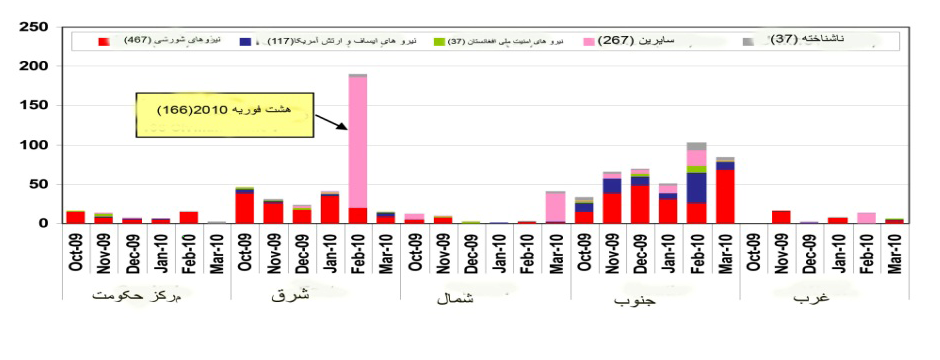 250
نیروهای شورشی (467) نیرو های ایساف و ارتش آمریکا(117) نیرو های امنیت ملی افغانستان (37) سایرین (267) ناشناخته (37)
200
150
هشت فوریه 2010(166)
100
50
0
Oct-09 Nov-09 Dec-09 Jan-10 Feb-10 Mar-10 Oct-09 Nov-09 Dec-09 Jan-10 Feb-10 Mar-10 Oct-09 Nov-09 Dec-09 Jan-10 Feb-10 Mar-10 Oct-09 Nov-09 Dec-09 Jan-10 Feb-10 Mar-10 Oct-09 Nov-09 Dec-09 Jan-10 Feb-10 Mar-10
مرکز حکومت شرق شمال جنوب غرب